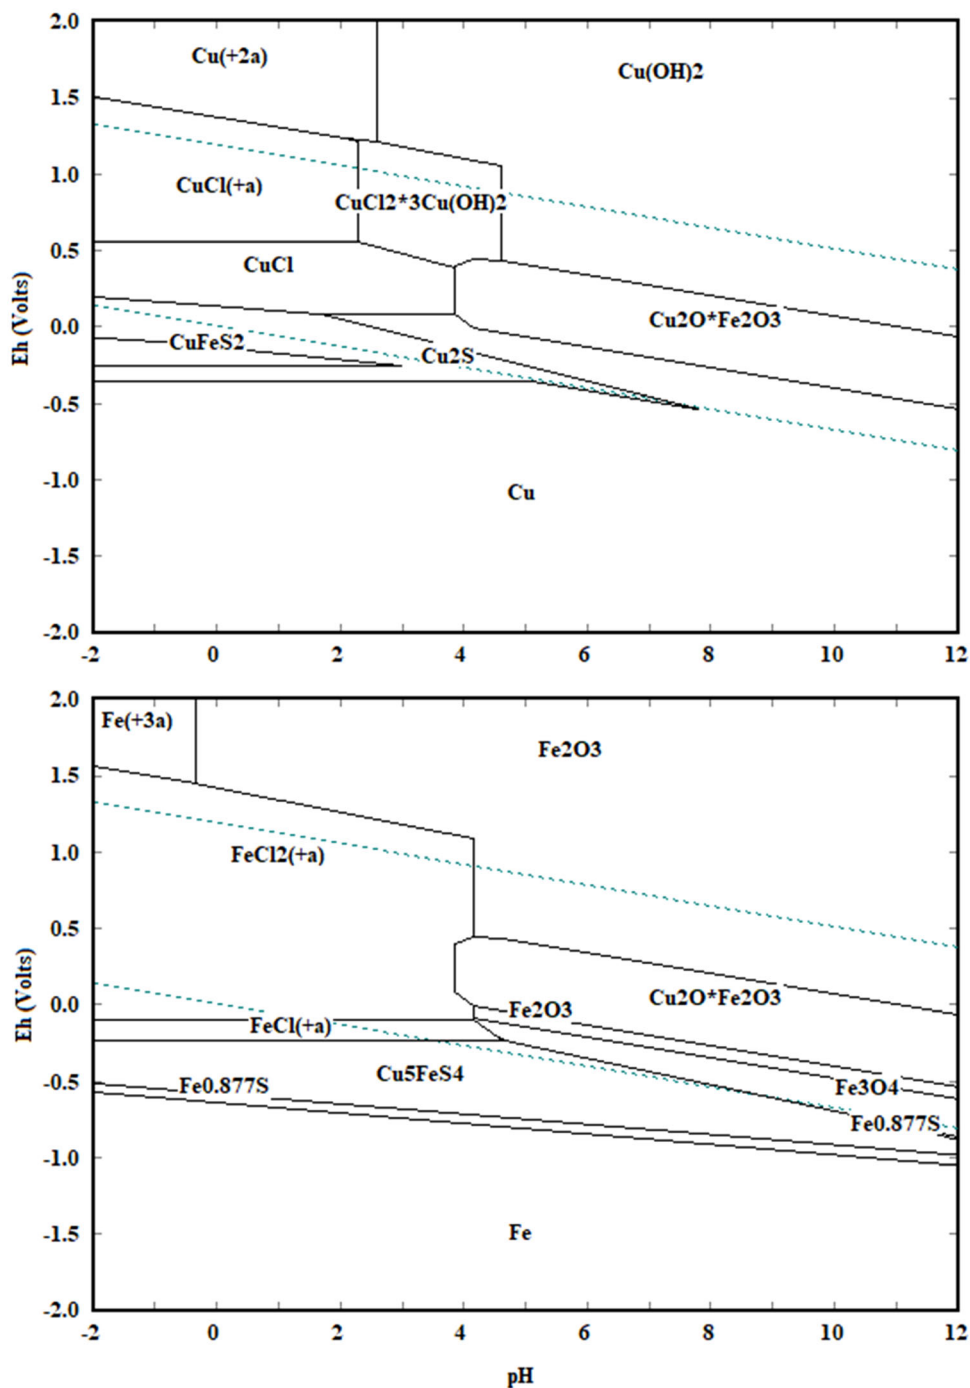 2.0
Cu(+2a)
Cu(OH)2
1.5
1.0
CuCl(+a)
CuCl2*3Cu(OH)2
0.5
CuCl
Eh (Volts)
0.0
Cu2O*Fe2O3
CuFeS2
Cu2S
-0.5
-1.0
Cu
-1.5
-2.0
-2 0 2 4 6 8 10 12
2.0
Fe(+3a)
Fe2O3
1.5
1.0
FeCl2(+a)
0.5
Eh (Volts)
Cu2O*Fe2O3
0.0
Fe2O3
FeCl(+a)
Cu5FeS4
Fe3O4
-0.5
Fe0.877S
Fe0.877S
-1.0
Fe
-1.5
-2.0
-2 0 2 4 6 8 10 12
pH